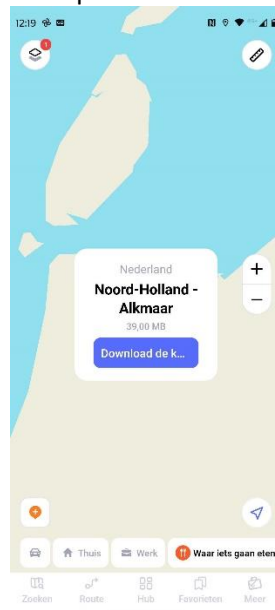 12:19
1
Nederland
Noord-Holland -
Alkmaar
39,00 MB
Download de k...
+
−
Thuis
Werk
Waar iets gaan eten
Zoeken
Route
Hub
Favorieten
Meer